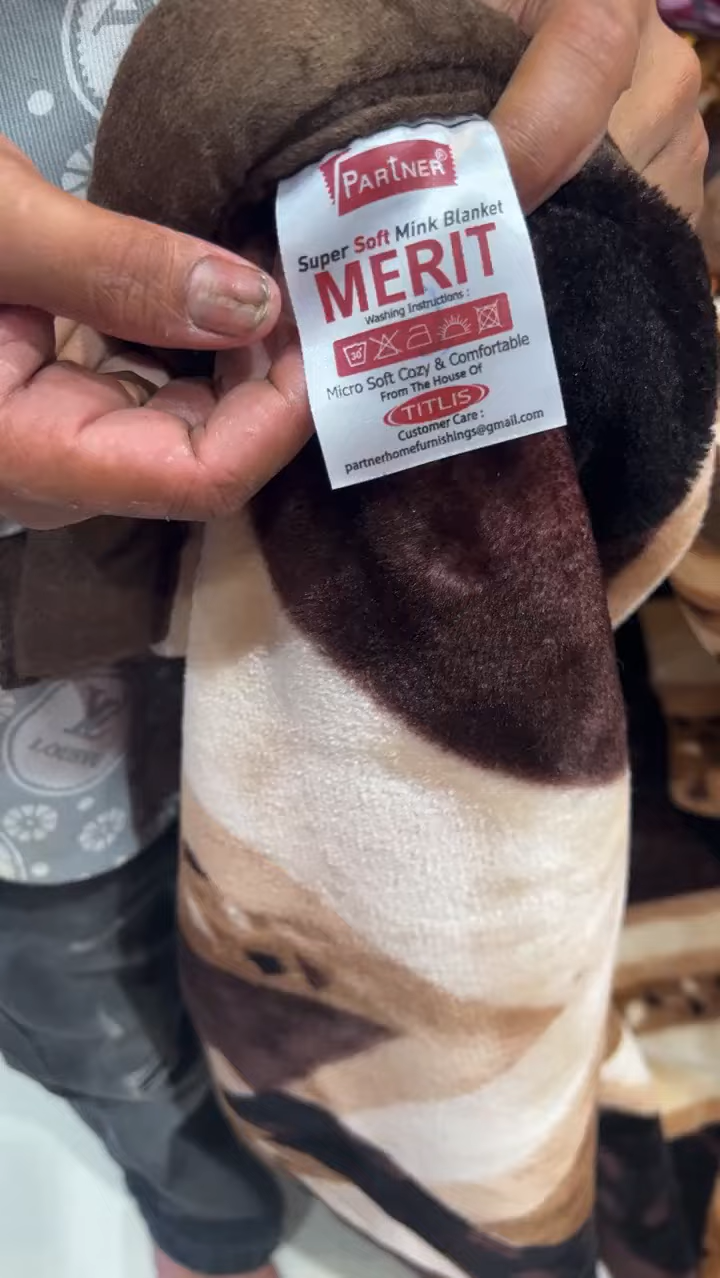 PARTNER®
Super Soft Mink Blanket
MERIT
Washing Instructions :
30°
Micro Soft Cozy & Comfortable
From The House Of
TITLIS
Customer Care :
partnerhomefurnishings@gmail.com
LV